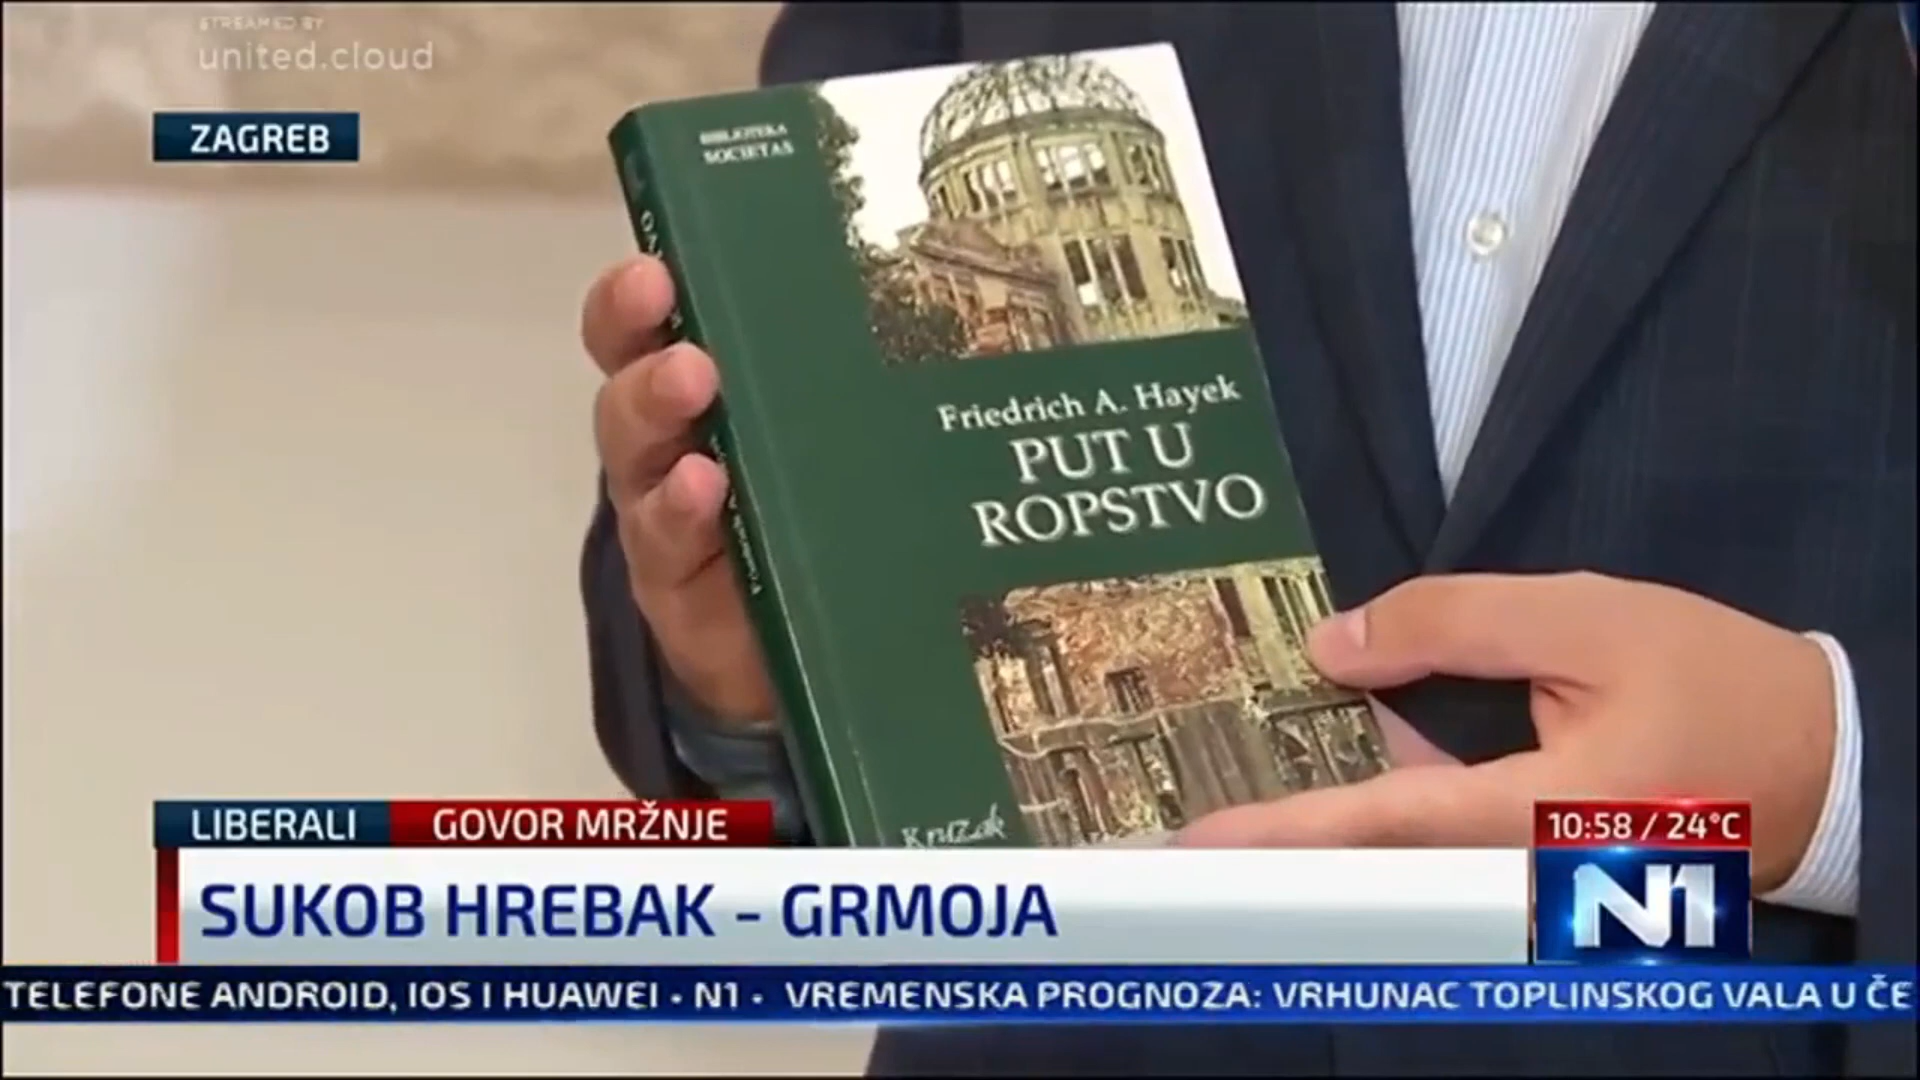 STREAMED BY
united.cloud
ZAGREB
BIBLIOTEKA
SOCIETAS
Friedrich A. Hayek
PUT U
ROPSTVO
KruZak
LIBERALI GOVOR MRŽNJE
10:58 / 24°C
SUKOB HREBAK - GRMOJA
N1
TELEFONE ANDROID, IOS I HUAWEI • N1 • VREMENSKA PROGNOZA: VRHUNAC TOPLINSKOG VALA U ČE